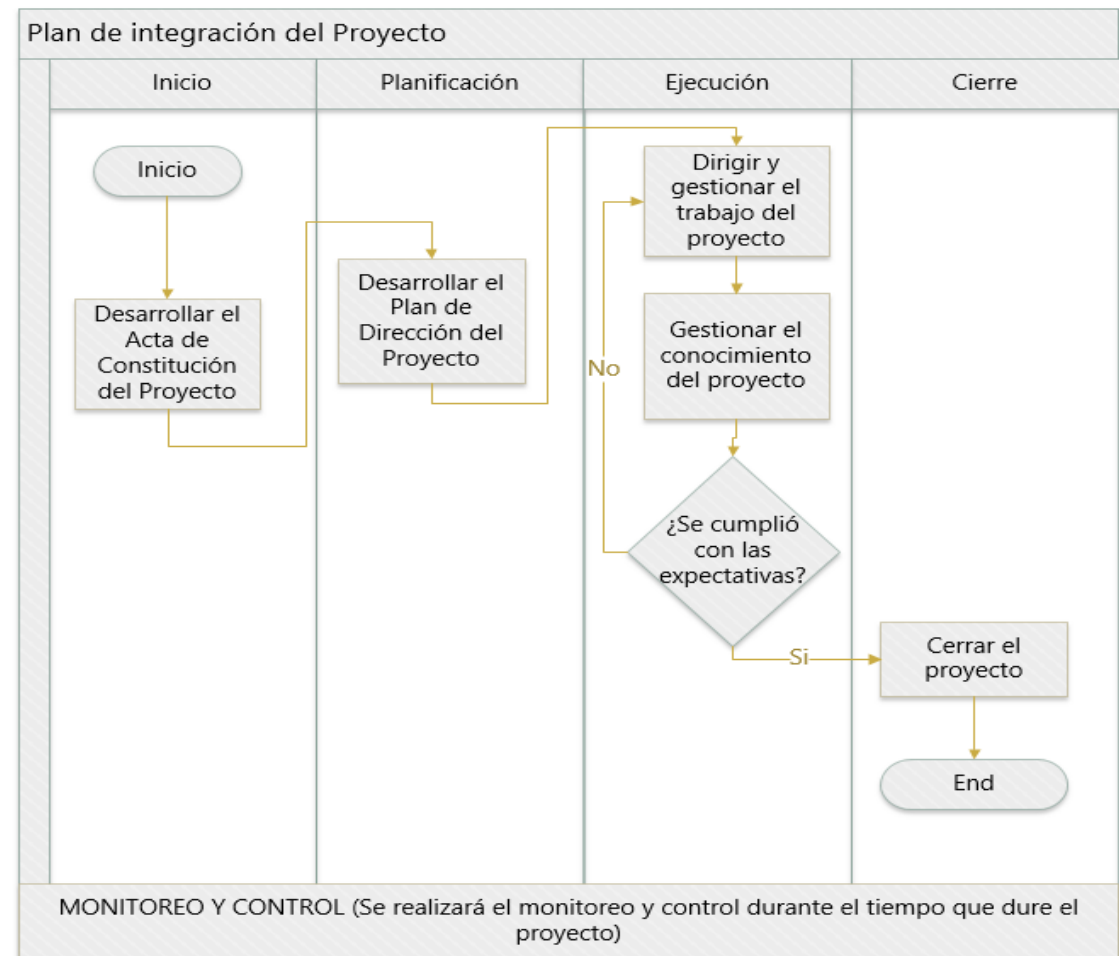 Plan de integración del Proyecto
Inicio
Planificación
Ejecución
Cierre
Inicio
Desarrollar el
Acta de
Constitución
del Proyecto
Desarrollar el
Plan de
Dirección del
Proyecto
Dirigir y
gestionar el
trabajo del
proyecto
Gestionar el
conocimiento
del proyecto
No
¿Se cumplió
con las
expectativas?
Si
Cerrar el
proyecto
End
MONITOREO Y CONTROL (Se realizará el monitoreo y control durante el tiempo que dure el
proyecto)